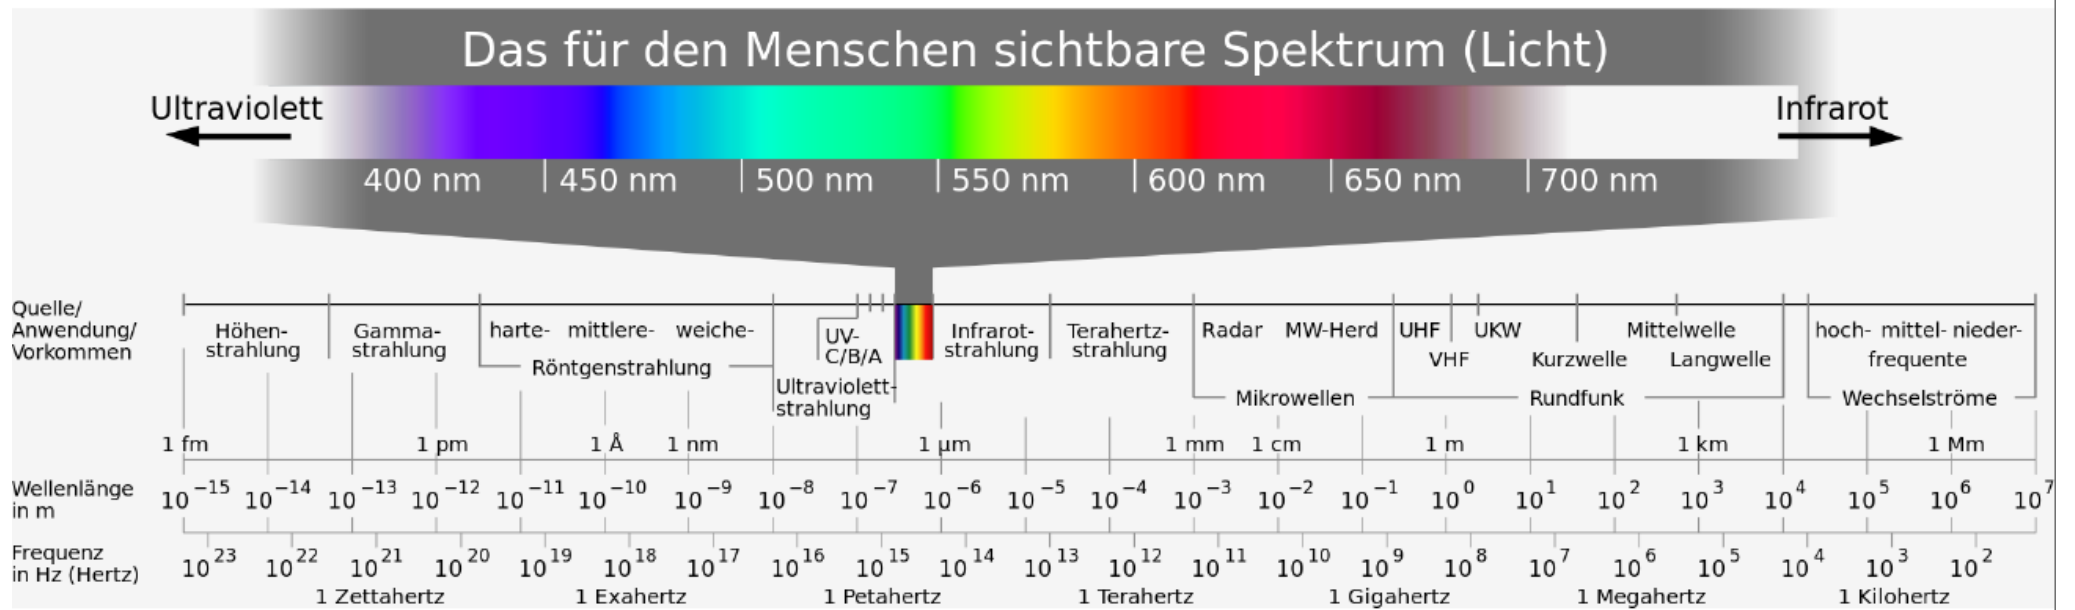 Das für den Menschen sichtbare Spektrum (Licht)
Ultraviolett
Infrarot
400 nm 450 nm 500 nm 550 nm 600 nm 650 nm 700 nm
Quelle/
Anwendung/
Vorkommen
Höhen-
strahlung
Gamma-
strahlung
harte- mittlere- weiche-
Röntgenstrahlung
UV-
C/B/A
Ultraviolett-
strahlung
Infrarot-
strahlung
Terahertz-
strahlung
Radar MW-Herd
Mikrowellen
UHF UKW Mittelwelle
VHF Kurzwelle Langwelle
Rundfunk
hoch- mittel- nieder-
frequente
Wechselströme
1 fm 1 pm 1 Å 1 nm 1 µm 1 mm 1 cm 1 m 1 km 1 Mm
Wellenlänge
in m
10⁻¹⁵ 10⁻¹⁴ 10⁻¹³ 10⁻¹² 10⁻¹¹ 10⁻¹⁰ 10⁻⁹ 10⁻⁸ 10⁻⁷ 10⁻⁶ 10⁻⁵ 10⁻⁴ 10⁻³ 10⁻² 10⁻¹ 10⁰ 10¹ 10² 10³ 10⁴ 10⁵ 10⁶ 10⁷
Frequenz
in Hz (Hertz)
10²³ 10²² 10²¹ 10²⁰ 10¹⁹ 10¹⁸ 10¹⁷ 10¹⁶ 10¹⁵ 10¹⁴ 10¹³ 10¹² 10¹¹ 10¹⁰ 10⁹ 10⁸ 10⁷ 10⁶ 10⁵ 10⁴ 10³ 10²
1 Zettahertz 1 Exahertz 1 Petahertz 1 Terahertz 1 Gigahertz 1 Megahertz 1 Kilohertz